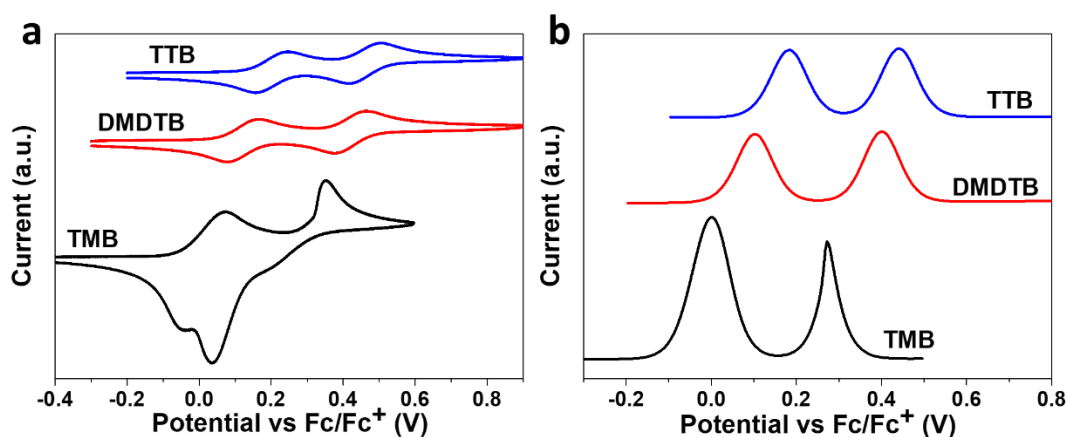 a
TTB
DMDTB
TMB
Current (a.u.)
-0.4 -0.2 0.0 0.2 0.4 0.6 0.8
Potential vs Fc/Fc+ (V)
b
TTB
DMDTB
TMB
Current (a.u.)
0.0 0.2 0.4 0.6 0.8
Potential vs Fc/Fc+ (V)